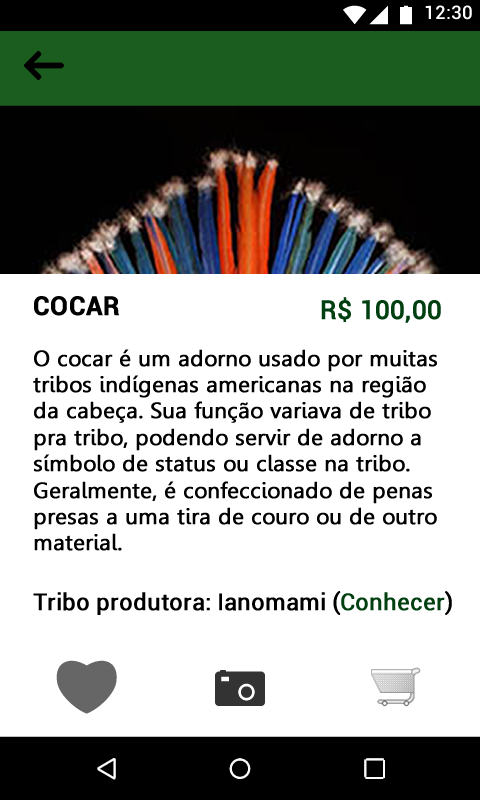 12:30
COCAR
R$ 100,00
O cocar é um adorno usado por muitas
tribos indígenas americanas na região
da cabeça. Sua função variava de tribo
pra tribo, podendo servir de adorno a
símbolo de status ou classe na tribo.
Geralmente, é confeccionado de penas
presas a uma tira de couro ou de outro
material.
Tribo produtora: Ianomami (Conhecer)